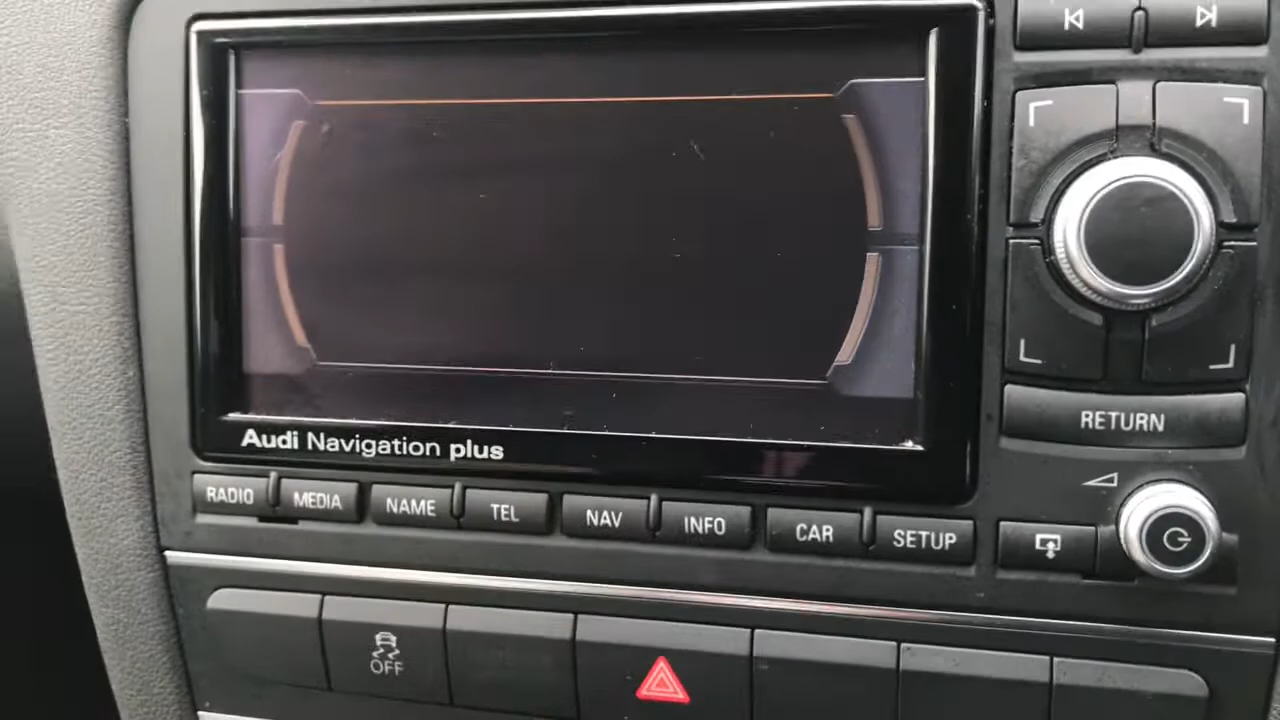 Audi Navigation plus
RETURN
RADIO MEDIA NAME TEL NAV INFO CAR SETUP
OFF